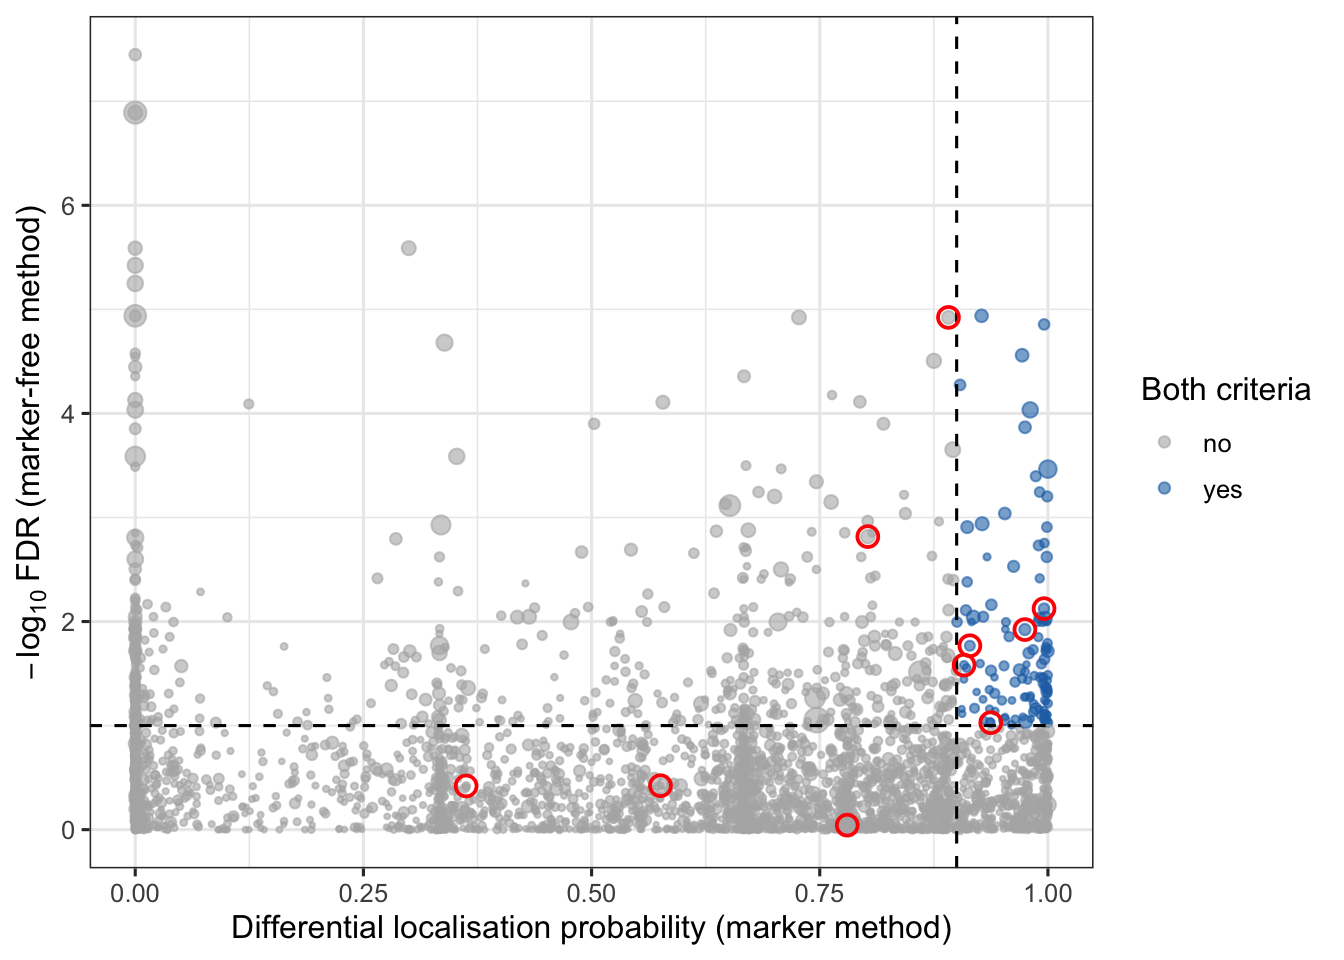 −log10 FDR (marker-free method)
6
4
2
0
0.00 0.25 0.50 0.75 1.00
Differential localisation probability (marker method)
Both criteria
no
yes